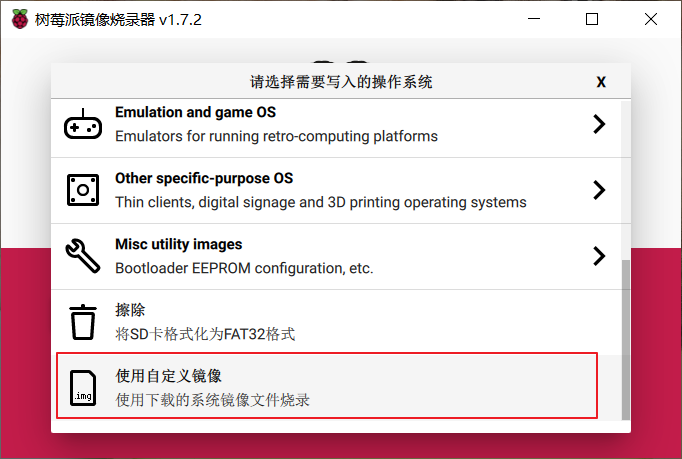 树莓派镜像烧录器 v1.7.2
请选择需要写入的操作系统 X
Emulation and game OS
Emulators for running retro-computing platforms
Other specific-purpose OS
Thin clients, digital signage and 3D printing operating systems
Misc utility images
Bootloader EEPROM configuration, etc.
擦除
将SD卡格式化为FAT32格式
使用自定义镜像
.img
使用下载的系统镜像文件烧录